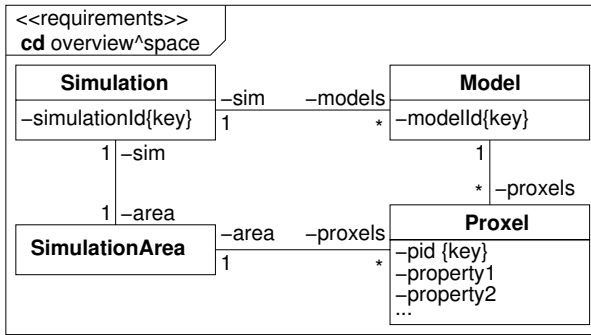 <<requirements>>
cd overview^space
Simulation
–simulationId{key}
–sim
–models
1
*
Model
–modelId{key}
1
–sim
1
*
–proxels
1
–area
SimulationArea
–area
–proxels
1
*
Proxel
–pid {key}
–property1
–property2
...